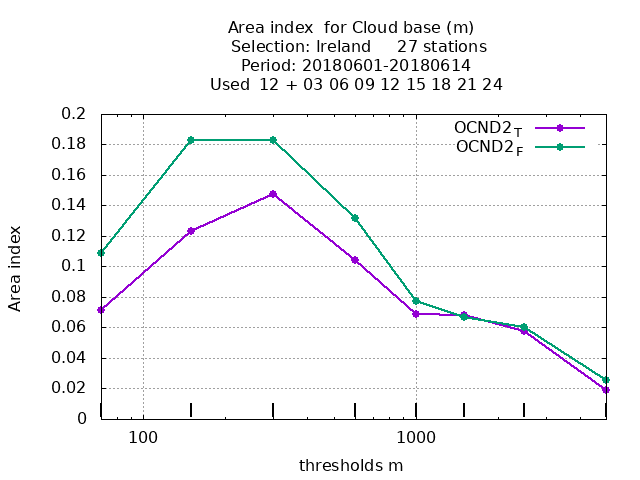 Area index  for Cloud base (m)
Selection: Ireland     27 stations
Period: 20180601-20180614
Used  12 + 03 06 09 12 15 18 21 24
OCND2T
OCND2F
0.2
0.18
0.16
0.14
0.12
0.1
0.08
0.06
0.04
0.02
0
Area index
100 1000
thresholds m